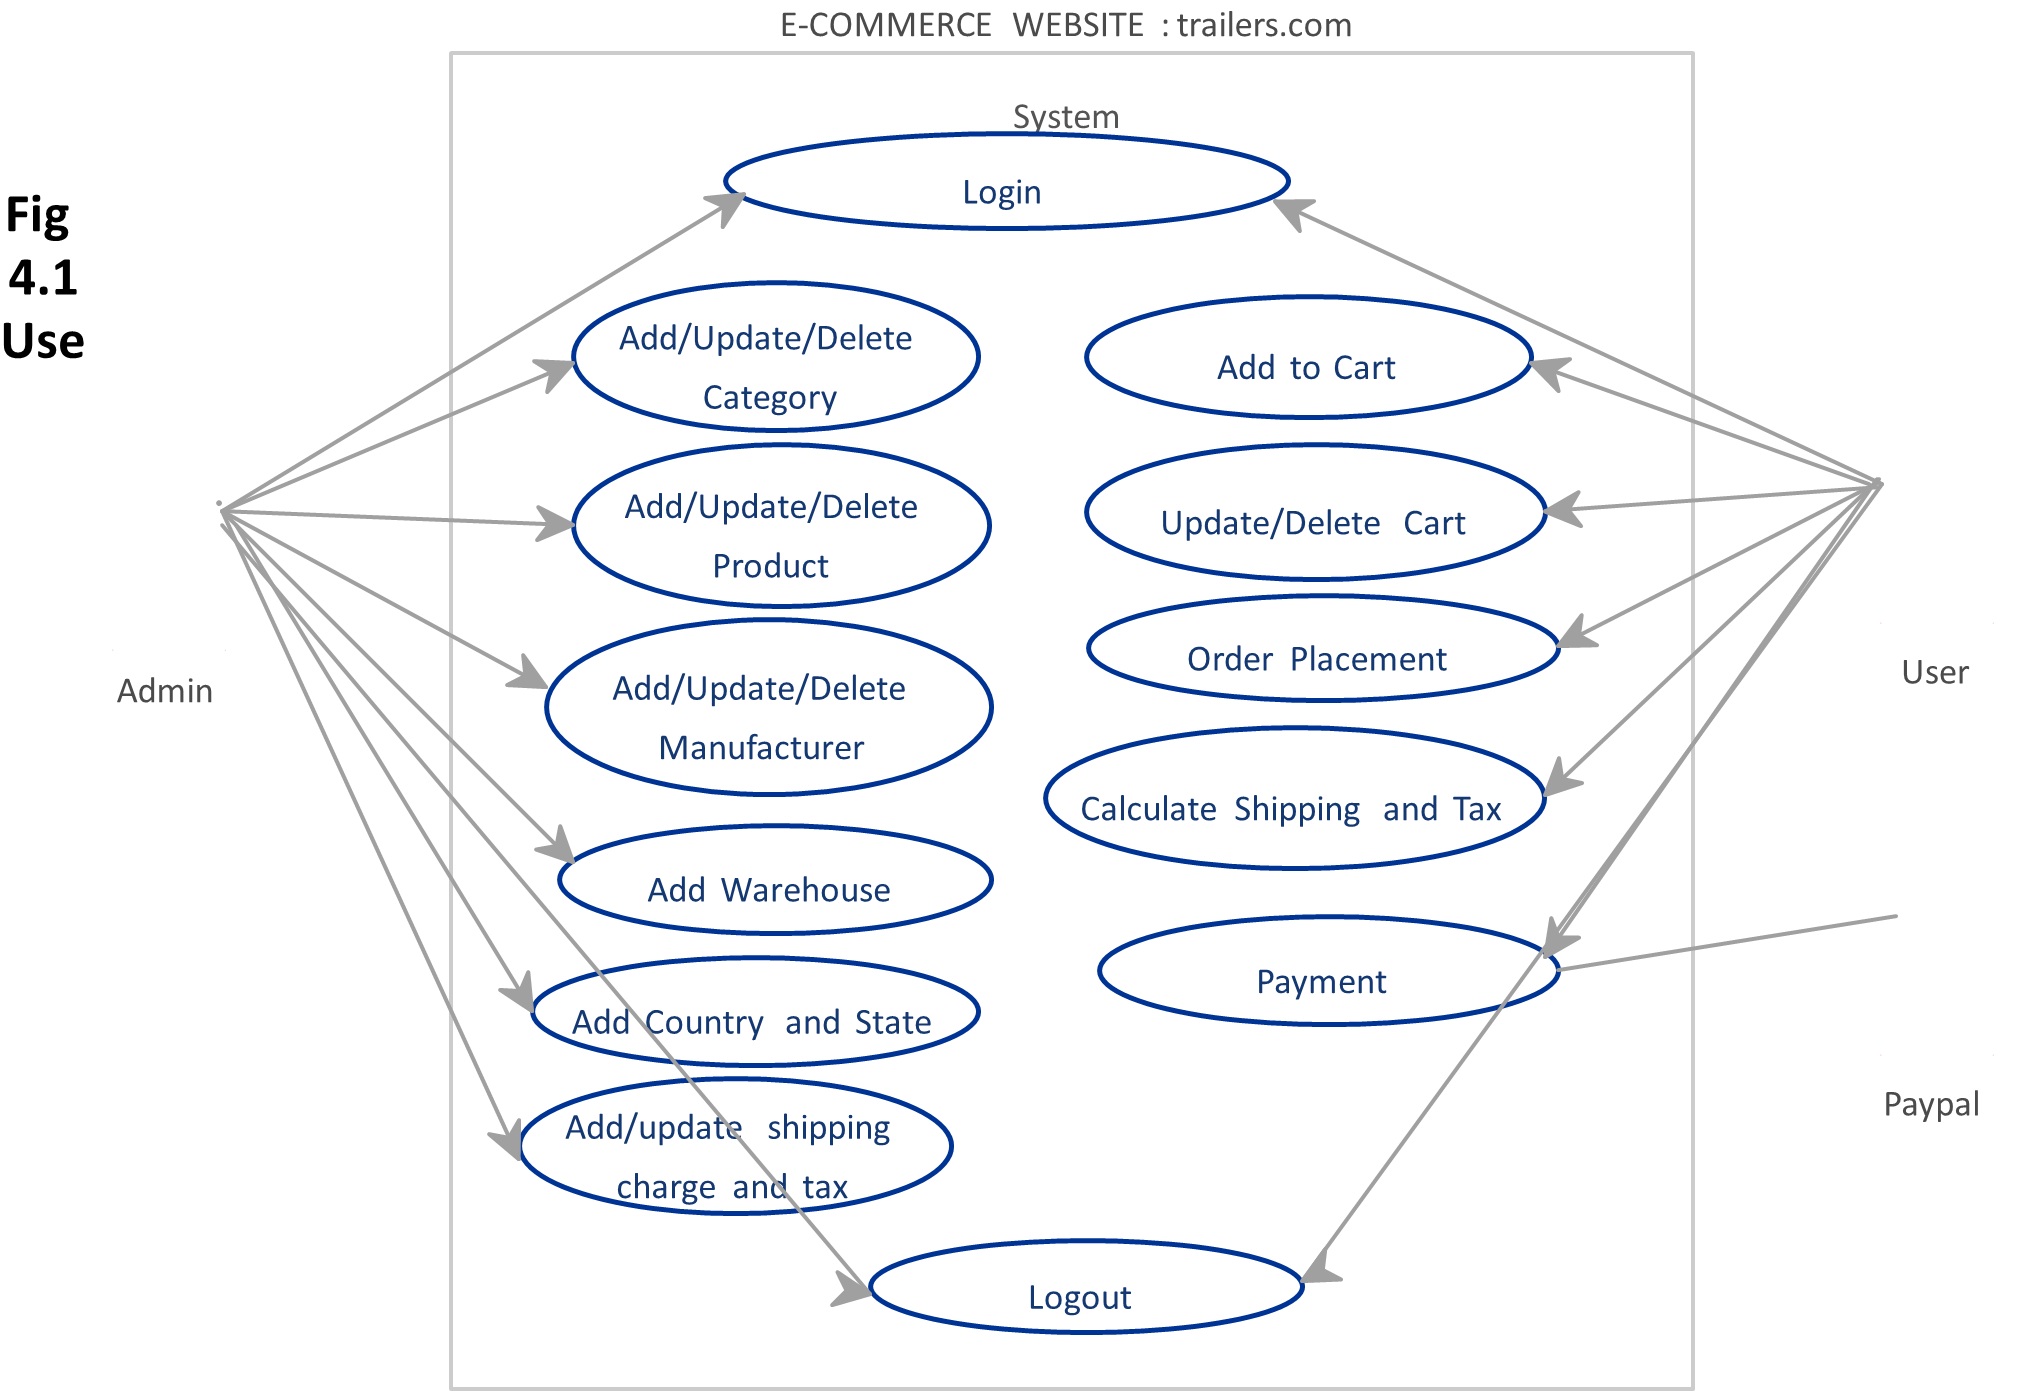 E-COMMERCE WEBSITE : trailers.com
System
Login
Fig
4.1
Use
Add/Update/Delete
Category
Add to Cart
Add/Update/Delete
Product
Update/Delete Cart
Add/Update/Delete
Manufacturer
Order Placement
Admin
User
Calculate Shipping and Tax
Add Warehouse
Payment
Add Country and State
Paypal
Add/update shipping
charge and tax
Logout